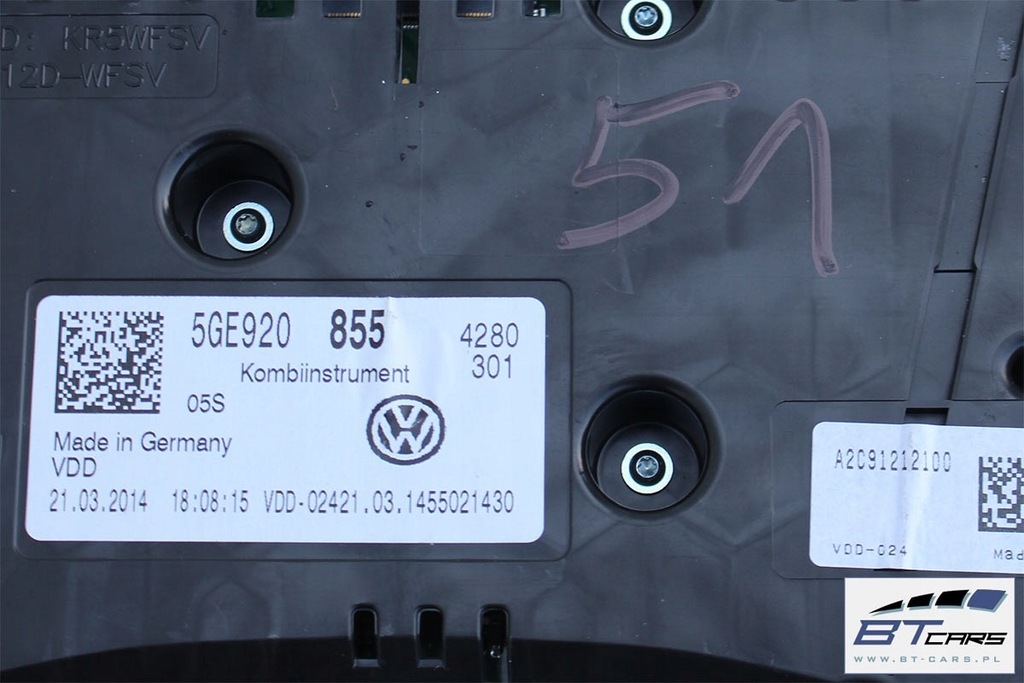 D: KR5WFSV
12D-WFSV
51
5GE920 855
4280
301
Kombiinstrument
05S
Made in Germany
VDD
21.03.2014 18:08:15 VDD-02421.03.1455021430
A2C91212100
VDD-024
Mad
BT CARS
WWW.BT-CARS.PL